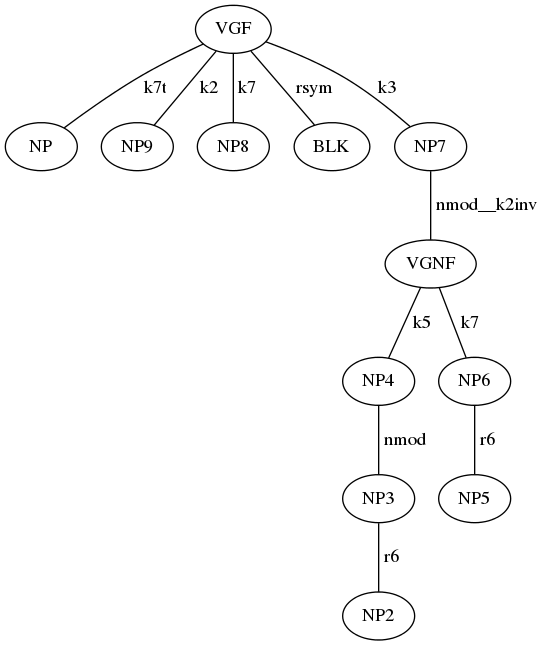 VGF
k7t k2 k7 rsym k3
NP NP9 NP8 BLK NP7
nmod__k2inv
VGNF
k5 k7
NP4 NP6
nmod r6
NP3 NP5
r6
NP2